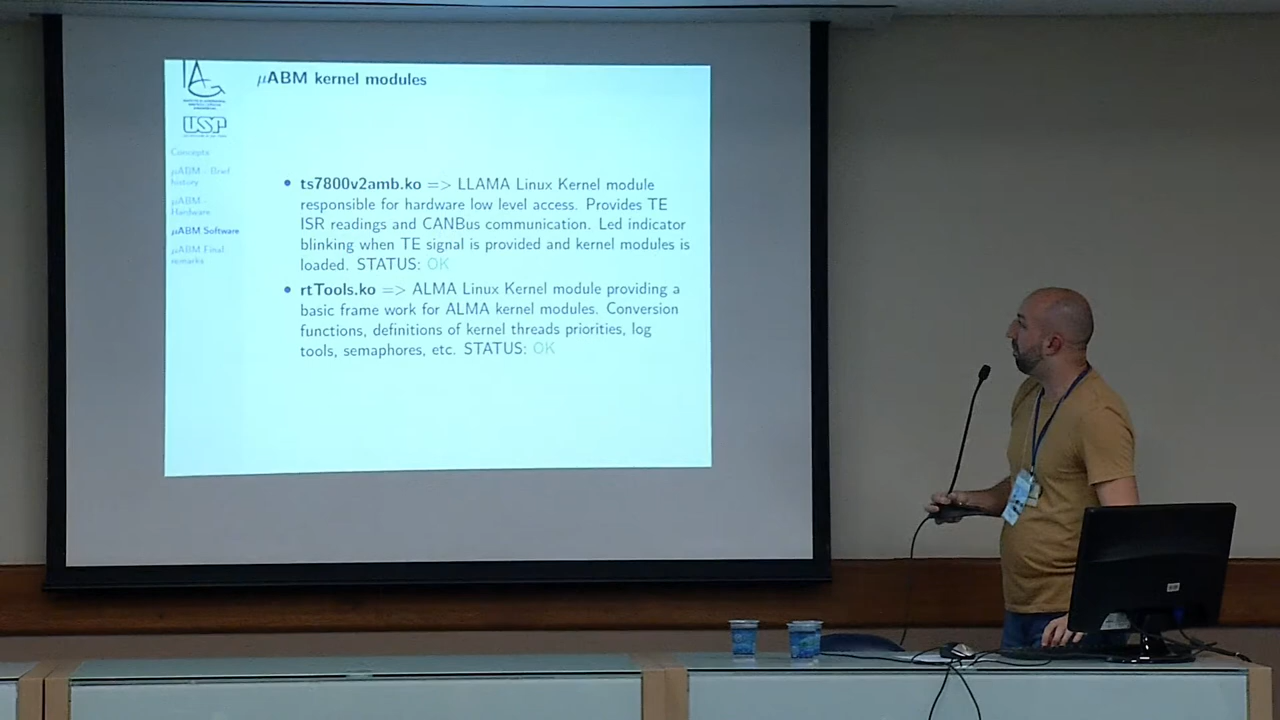 μABM kernel modules
USP
Concepts
μABM - Brief
history
μABM -
Hardware
μABM Software
μABM Final
remarks
ts7800v2amb.ko => LLAMA Linux Kernel module
responsible for hardware low level access. Provides TE
ISR readings and CANBus communication. Led indicator
blinking when TE signal is provided and kernel modules is
loaded. STATUS: OK
rtTools.ko => ALMA Linux Kernel module providing a
basic frame work for ALMA kernel modules. Conversion
functions, definitions of kernel threads priorities, log
tools, semaphores, etc. STATUS: OK